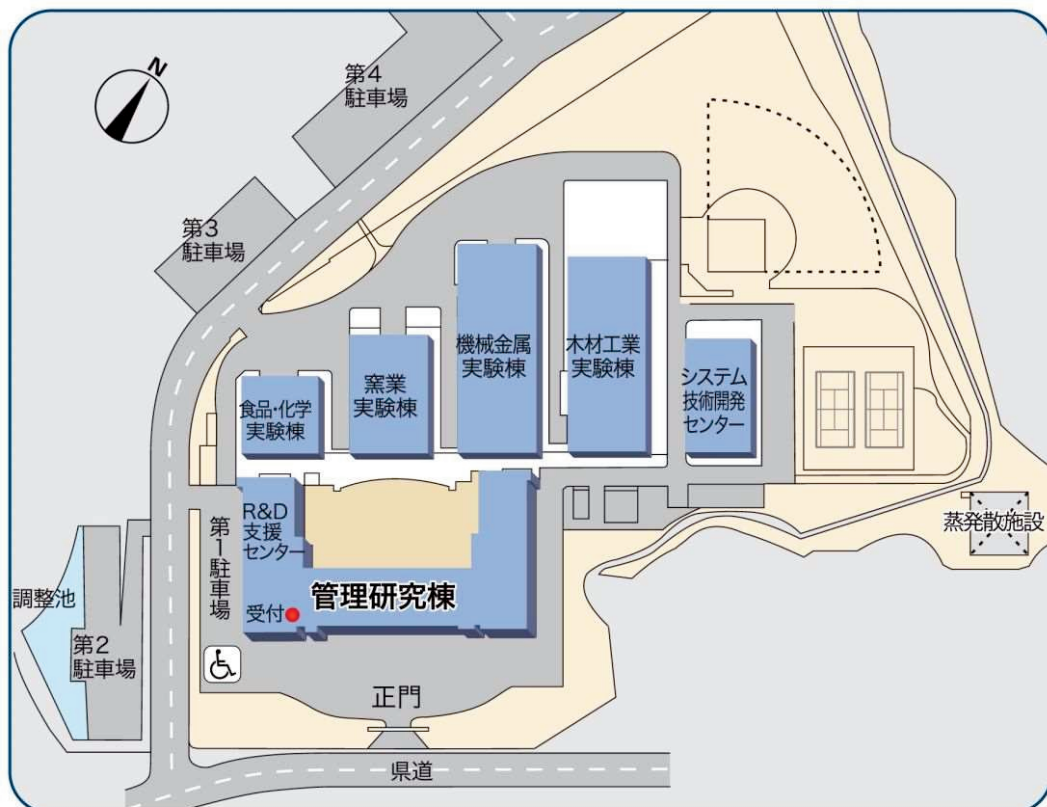 N
第4
駐車場
第3
駐車場
機械金属
実験棟
木材工業
実験棟
窯業
実験棟
システム
技術開発
センター
食品・化学
実験棟
R&D
支援
センター
第1駐車場
蒸発散施設
管理研究棟
受付
調整池
第2
駐車場
正門
県道